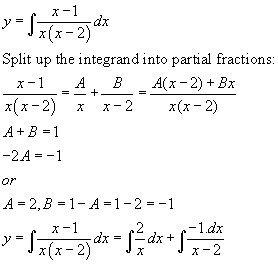 y = ∫ (x−1)/(x(x−2)) dx
Split up the integrand into partial fractions:
(x−1)/(x(x−2)) = A/x + B/(x−2) = (A(x−2)+Bx)/(x(x−2))
A+B = 1
−2A = −1
or
A = 2, B = 1−A = 1−2 = −1
y = ∫ (x−1)/(x(x−2)) dx = ∫ 2/x dx + ∫ −1.dx/(x−2)